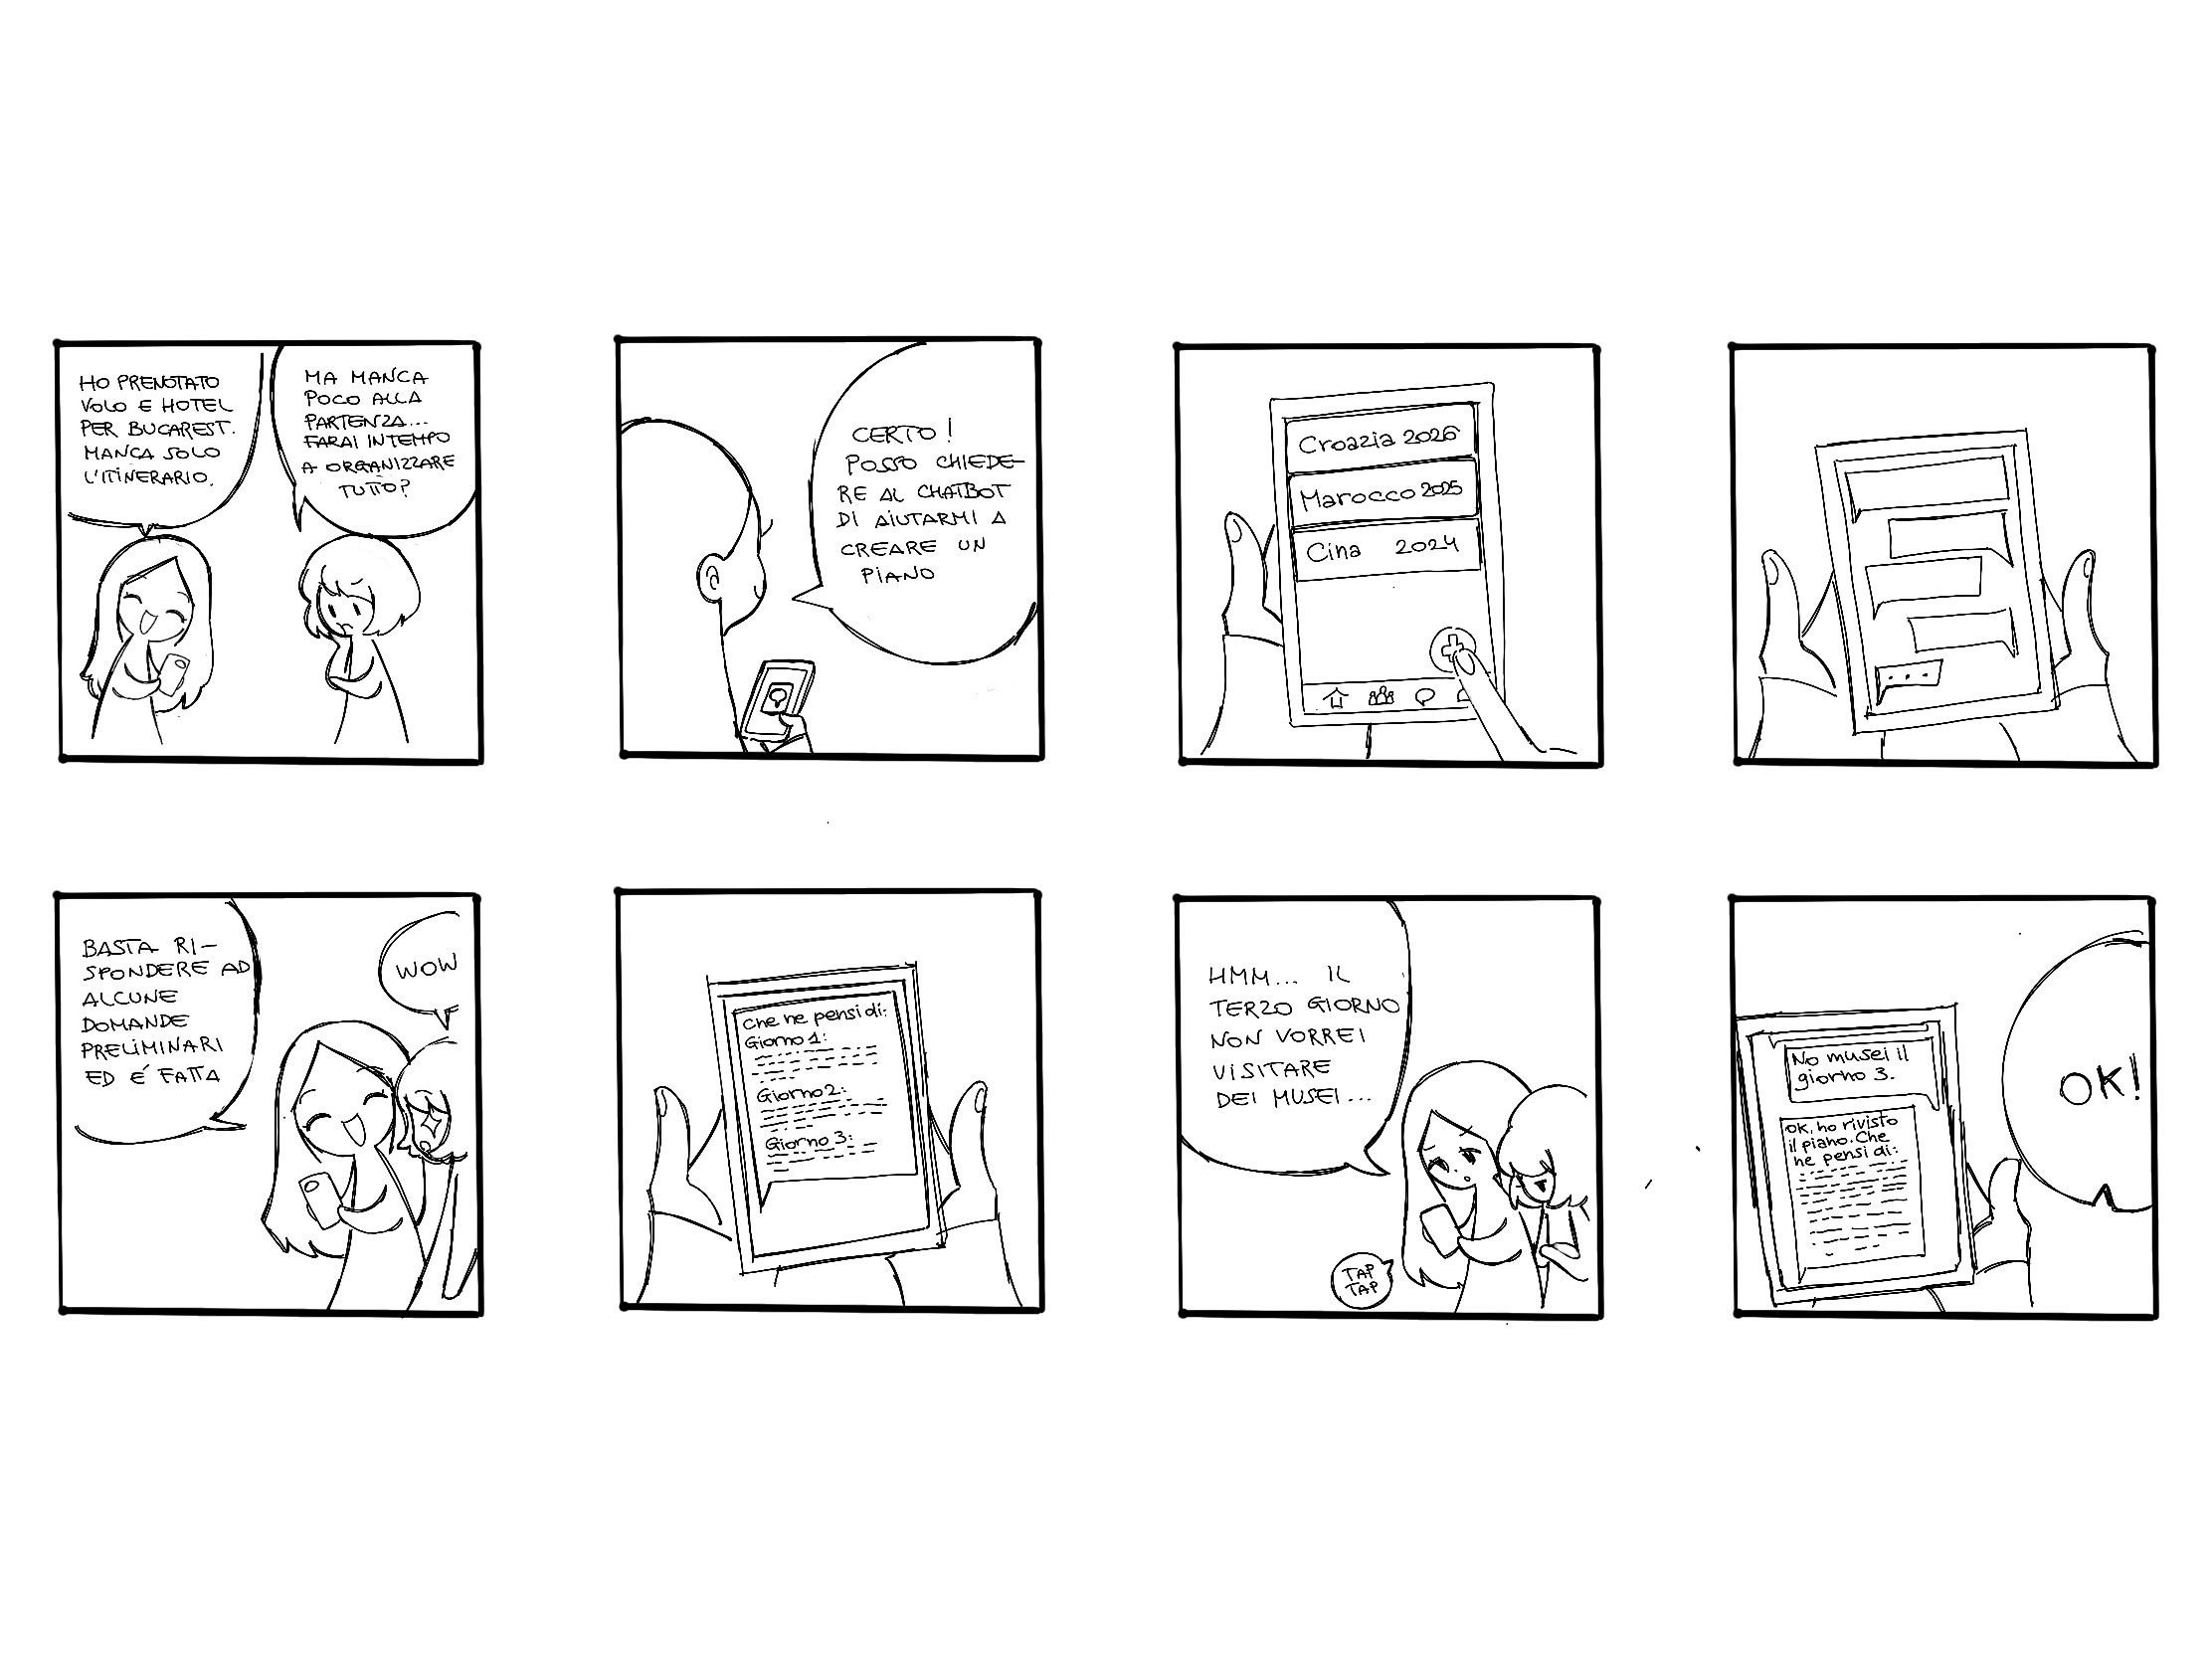 HO PRENOTATO
VOLO E HOTEL
PER BUCAREST.
MANCA SOLO
L'ITINERARIO.
MA MANCA
POCO ALLA
PARTENZA...
FARAI IN TEMPO
A ORGANIZZARE
TUTTO?
CERTO!
POSSO CHIEDE-
RE AL CHATBOT
DI AIUTARMI A
CREARE UN
PIANO
Croazia 2026
Marocco 2025
Cina 2024
...
BASTA RI-
SPONDERE AD
ALCUNE
DOMANDE
PRELIMINARI
ED É FATTA
WOW
Che ne pensi di:
Giorno 1:
Giorno 2:
Giorno 3:
HMM... IL
TERZO GIORNO
NON VORREI
VISITARE
DEI MUSEI...
TAP
TAP
No musei il
giorno 3.
OK, ho rivisto
il piano. Che
ne pensi di:
OK!